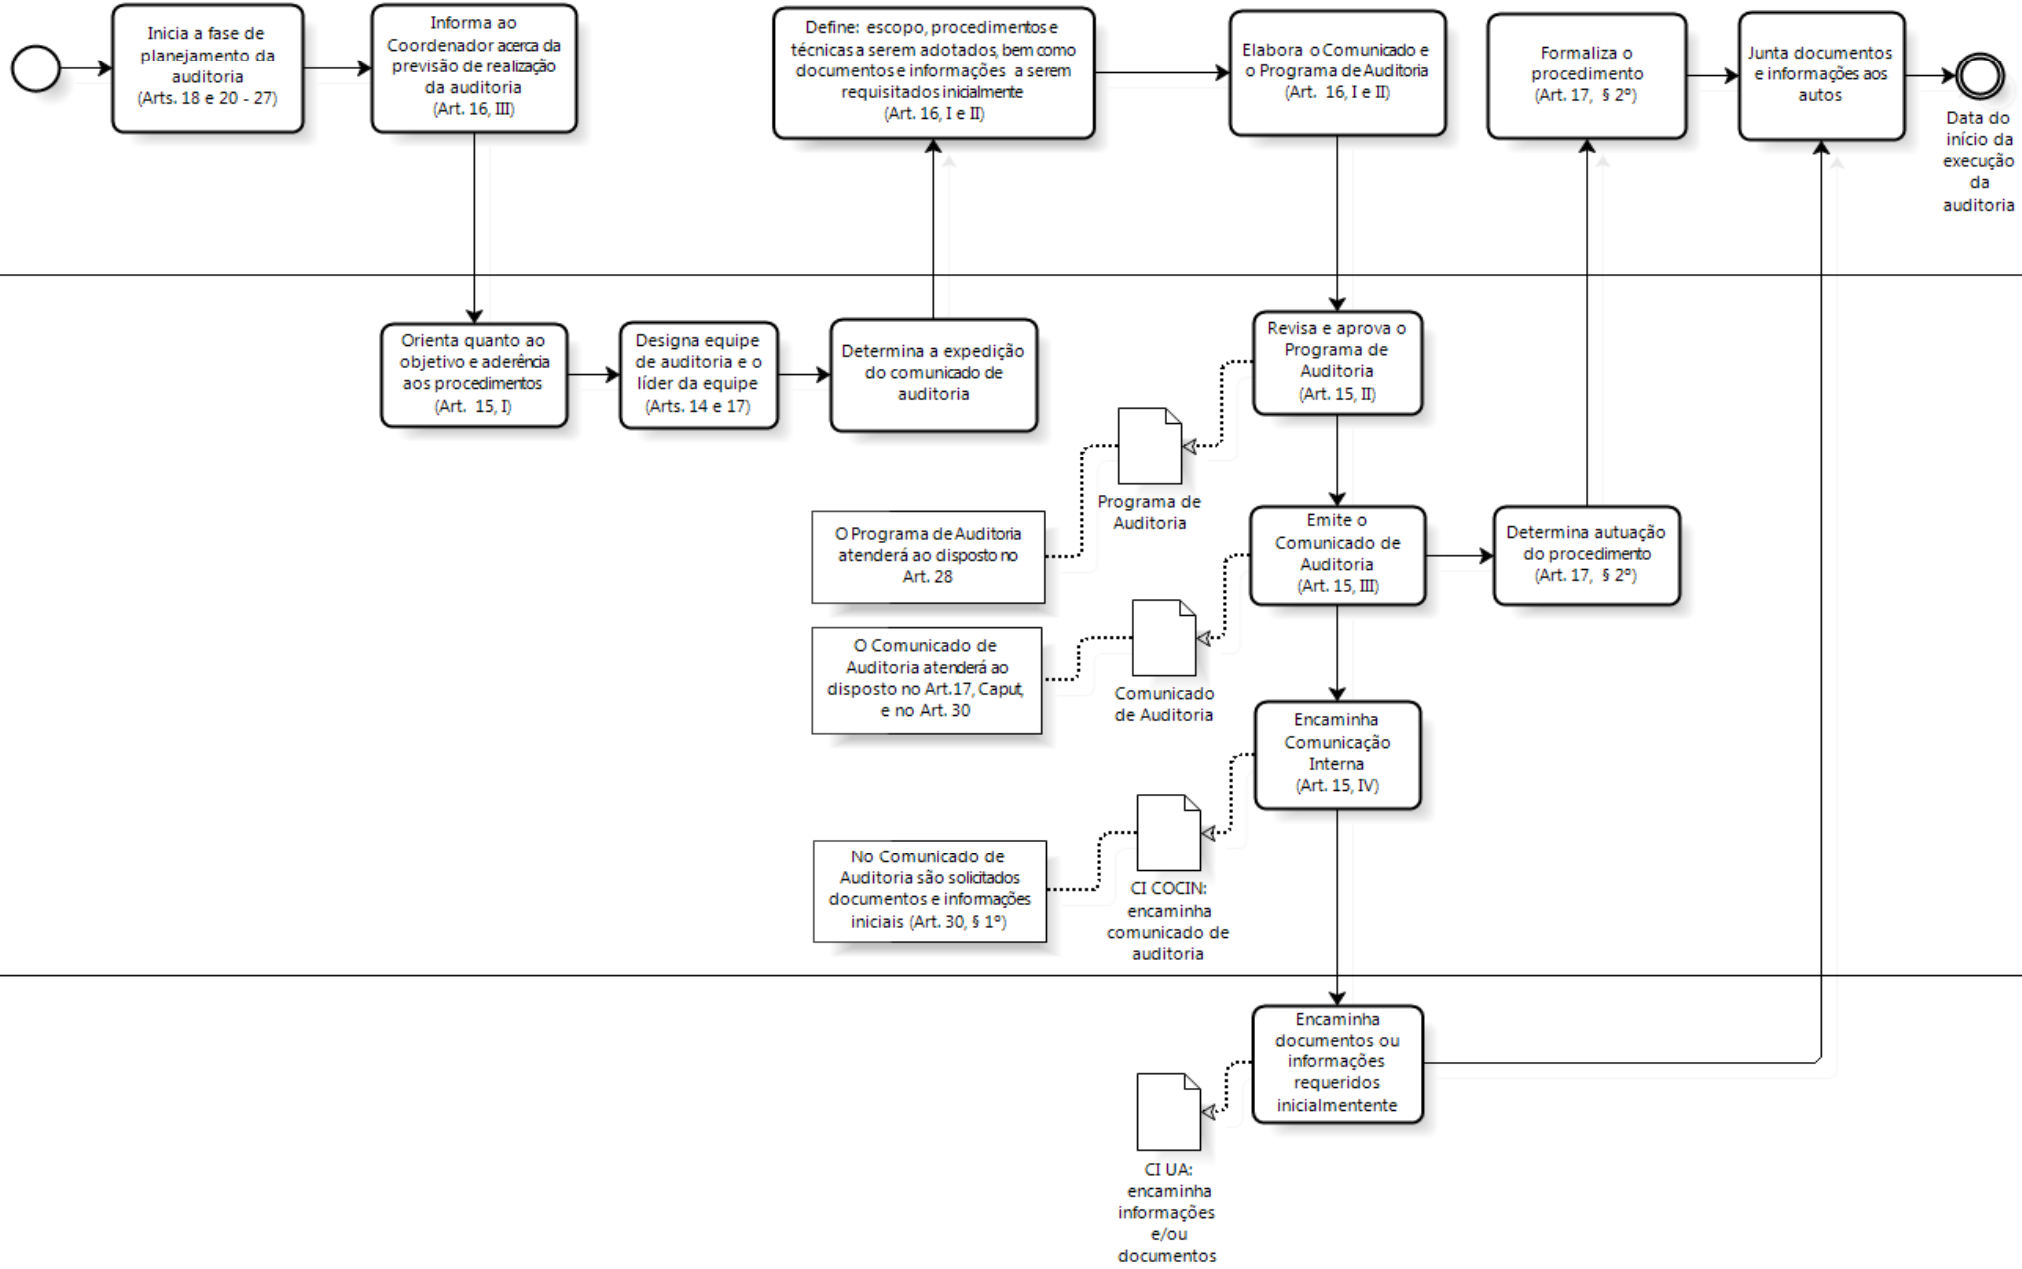 Inicia a fase de
planejamento da
auditoria
(Arts. 18 e 20 - 27)
Informa ao
Coordenador acerca da
previsão de realização
da auditoria
(Art. 16, III)
Define: escopo, procedimentos e
técnicas a serem adotados, bem como
documentos e informações a serem
requisitados inicialmente
(Art. 16, I e II)
Elabora o Comunicado e
o Programa de Auditoria
(Art. 16, I e II)
Formaliza o
procedimento
(Art. 17, § 2º)
Junta documentos
e informações aos
autos
Data do
início da
execução
da
auditoria
Orienta quanto ao
objetivo e aderência
aos procedimentos
(Art. 15, I)
Designa equipe
de auditoria e o
líder da equipe
(Arts. 14 e 17)
Determina a expedição
do comunicado de
auditoria
Revisa e aprova o
Programa de
Auditoria
(Art. 15, II)
Programa de
Auditoria
O Programa de Auditoria
atenderá ao disposto no
Art. 28
Emite o
Comunicado de
Auditoria
(Art. 15, III)
Determina autuação
do procedimento
(Art. 17, § 2º)
O Comunicado de
Auditoria atenderá ao
disposto no Art.17, Caput,
e no Art. 30
Comunicado
de Auditoria
Encaminha
Comunicação
Interna
(Art. 15, IV)
No Comunicado de
Auditoria são solicitados
documentos e informações
iniciais (Art. 30, § 1º)
CI COCIN:
encaminha
comunicado de
auditoria
Encaminha
documentos ou
informações
requeridos
inicialmentente
CI UA:
encaminha
informações
e/ou
documentos